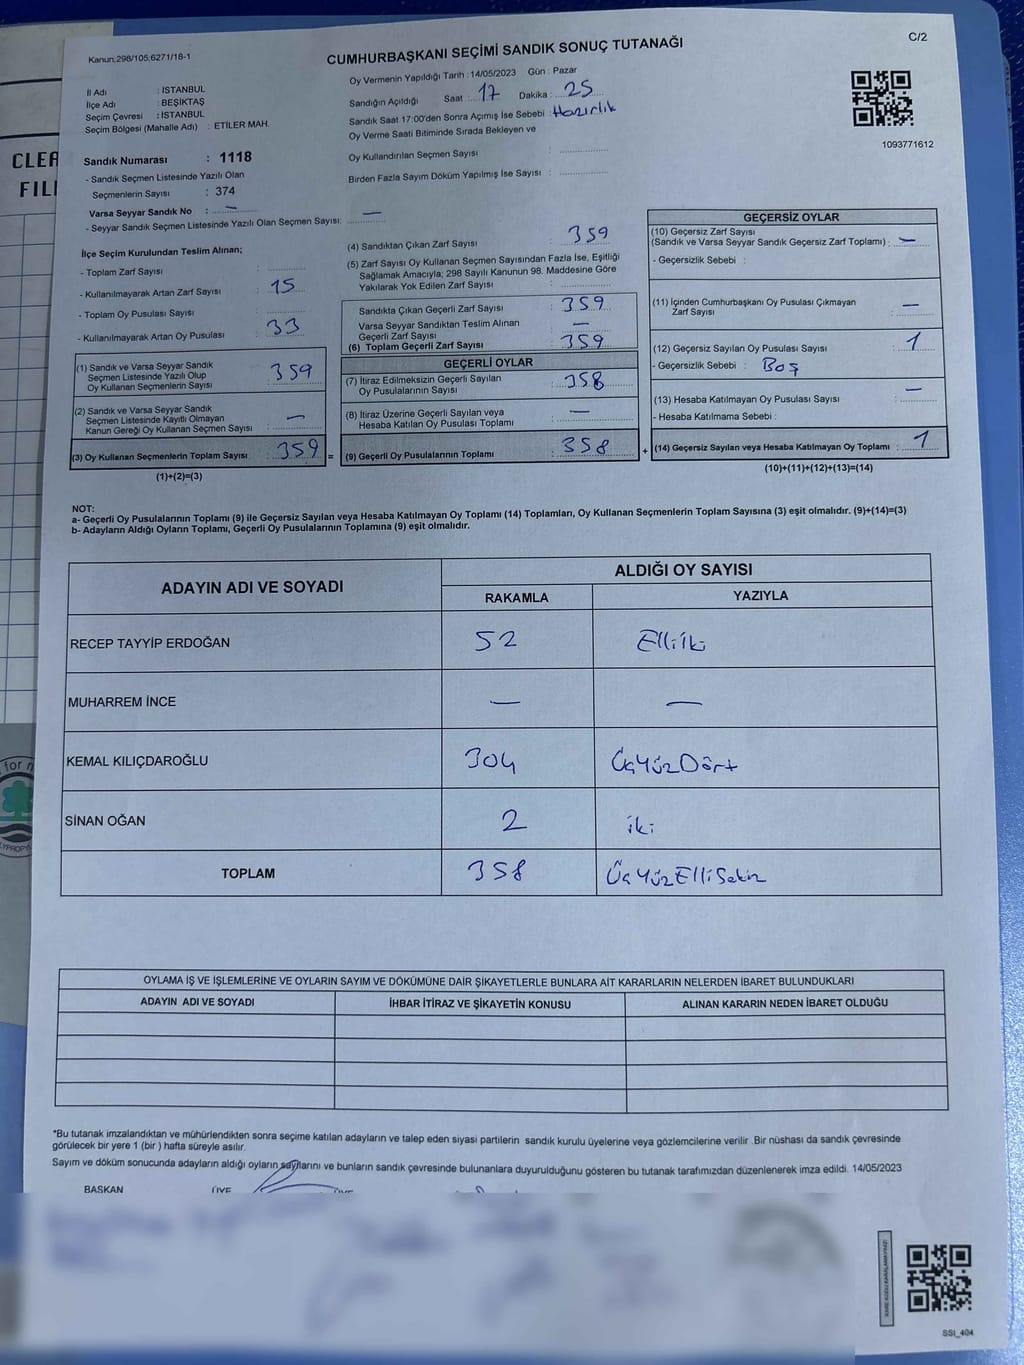 Kanun;298/105;6271/18-1
CUMHURBAŞKANI SEÇİMİ SANDIK SONUÇ TUTANAĞI
C/2
İl Adı : İSTANBUL
İlçe Adı : BEŞİKTAŞ
Seçim Çevresi : İSTANBUL
Seçim Bölgesi (Mahalle Adı) : ETİLER MAH.
Oy Vermenin Yapıldığı Tarih : 14/05/2023 Gün : Pazar
Sandığın Açıldığı Saat : 17 Dakika : 25
Sandık Saat 17:00'den Sonra Açımış İse Sebebi : Hazırlık
Oy Verme Saati Bitiminde Sırada Bekleyen ve
Oy Kullandırılan Seçmen Sayısı :
Birden Fazla Sayım Döküm Yapılmış İse Sayısı :
1093771612
Sandık Numarası : 1118
- Sandık Seçmen Listesinde Yazılı Olan
Seçmenlerin Sayısı : 374
Varsa Seyyar Sandık No : —
- Seyyar Sandık Seçmen Listesinde Yazılı Olan Seçmen Sayısı: —
İlçe Seçim Kurulundan Teslim Alınan;
- Toplam Zarf Sayısı :
- Kullanılmayarak Artan Zarf Sayısı : 15
- Toplam Oy Pusulası Sayısı :
- Kullanılmayarak Artan Oy Pusulası : 33
(1) Sandık ve Varsa Seyyar Sandık
Seçmen Listesinde Yazılı Olup
Oy Kullanan Seçmenlerin Sayısı : 359
(2) Sandık ve Varsa Seyyar Sandık
Seçmen Listesinde Kayıtlı Olmayan
Kanun Gereği Oy Kullanan Seçmen Sayısı : —
(3) Oy Kullanan Seçmenlerin Toplam Sayısı : 359 =
(1)+(2)=(3)
(4) Sandıktan Çıkan Zarf Sayısı : 359
(5) Zarf Sayısı Oy Kullanan Seçmen Sayısından Fazla İse, Eşitliği
Sağlamak Amacıyla; 298 Sayılı Kanunun 98. Maddesine Göre
Yakılarak Yok Edilen Zarf Sayısı :
Sandıkta Çıkan Geçerli Zarf Sayısı : 359
Varsa Seyyar Sandıktan Teslim Alınan
Geçerli Zarf Sayısı : —
(6) Toplam Geçerli Zarf Sayısı : 359
GEÇERLİ OYLAR
(7) İtiraz Edilmeksizin Geçerli Sayılan
Oy Pusulalarının Sayısı : 358
(8) İtiraz Üzerine Geçerli Sayılan veya
Hesaba Katılan Oy Pusulası Toplamı : —
(9) Geçerli Oy Pusulalarının Toplamı : 358 +
GEÇERSİZ OYLAR
(10) Geçersiz Zarf Sayısı
(Sandık ve Varsa Seyyar Sandık Geçersiz Zarf Toplamı) : —
- Geçersizlik Sebebi :
(11) İçinden Cumhurbaşkanı Oy Pusulası Çıkmayan
Zarf Sayısı : —
(12) Geçersiz Sayılan Oy Pusulası Sayısı : 1
- Geçersizlik Sebebi : Boş
(13) Hesaba Katılmayan Oy Pusulası Sayısı : —
- Hesaba Katılmama Sebebi :
(14) Geçersiz Sayılan veya Hesaba Katılmayan Oy Toplamı : 1
(10)+(11)+(12)+(13)=(14)
NOT:
a- Geçerli Oy Pusulalarının Toplamı (9) ile Geçersiz Sayılan veya Hesaba Katılmayan Oy Toplamı (14) Toplamları, Oy Kullanan Seçmenlerin Toplam Sayısına (3) eşit olmalıdır. (9)+(14)=(3)
b- Adayların Aldığı Oyların Toplamı, Geçerli Oy Pusulalarının Toplamına (9) eşit olmalıdır.
ADAYIN ADI VE SOYADI
ALDIĞI OY SAYISI
RAKAMLA YAZIYLA
RECEP TAYYİP ERDOĞAN 52 Elliiki
MUHARREM İNCE — —
KEMAL KILIÇDAROĞLU 304 ÜçYüzDört
SİNAN OĞAN 2 iki
TOPLAM 358 ÜçYüzElliSekiz
OYLAMA İŞ VE İŞLEMLERİNE VE OYLARIN SAYIM VE DÖKÜMÜNE DAİR ŞİKAYETLERLE BUNLARA AİT KARARLARIN NELERDEN İBARET BULUNDUKLARI
ADAYIN ADI VE SOYADI İHBAR İTİRAZ VE ŞİKAYETİN KONUSU ALINAN KARARIN NEDEN İBARET OLDUĞU
*Bu tutanak imzalandıktan ve mühürlendikten sonra seçime katılan adayların ve talep eden siyasi partilerin sandık kurulu üyelerine veya gözlemcilerine verilir .Bir nüshası da sandık çevresinde
görülecek bir yere 1 (bir ) hafta süreyle asılır.
Sayım ve döküm sonucunda adayların aldığı oyların sayılarını ve bunların sandık çevresinde bulunanlara duyurulduğunu gösteren bu tutanak tarafımızdan düzenlenerek imza edildi. 14/05/2023
BAŞKAN ÜYE ÜYE
SSI_404